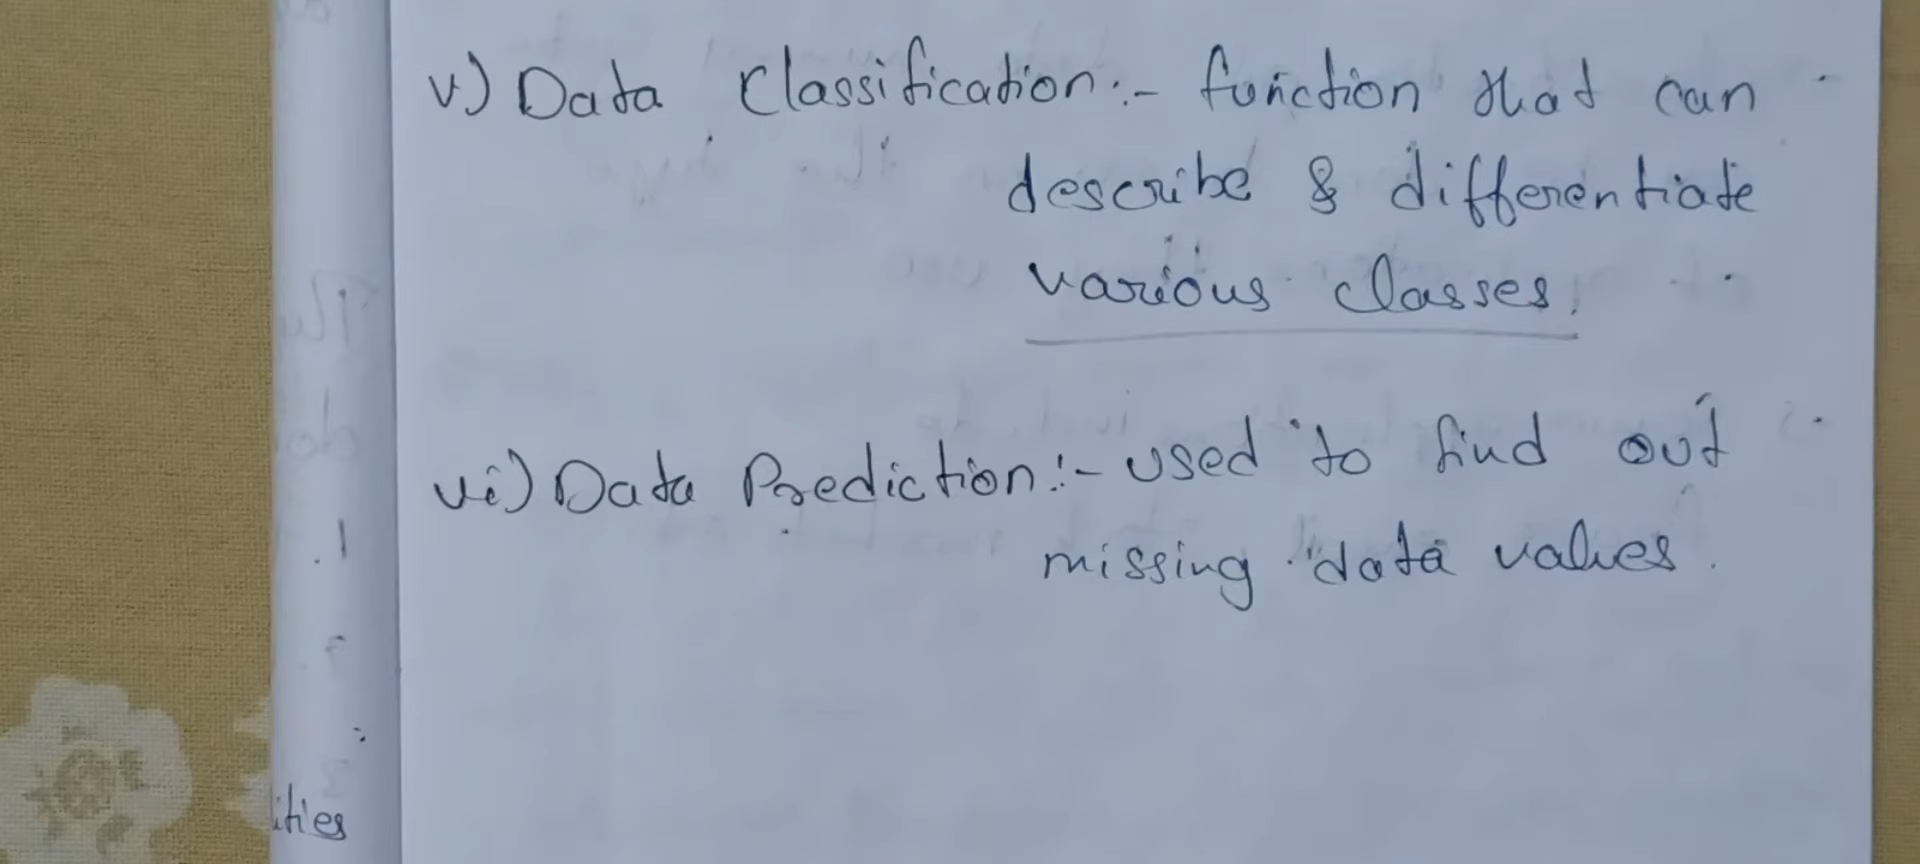 v) Data Classification :- function that can
describe & differentiate
various classes.
vi) Data Prediction :- used to find out
missing data values.
ities